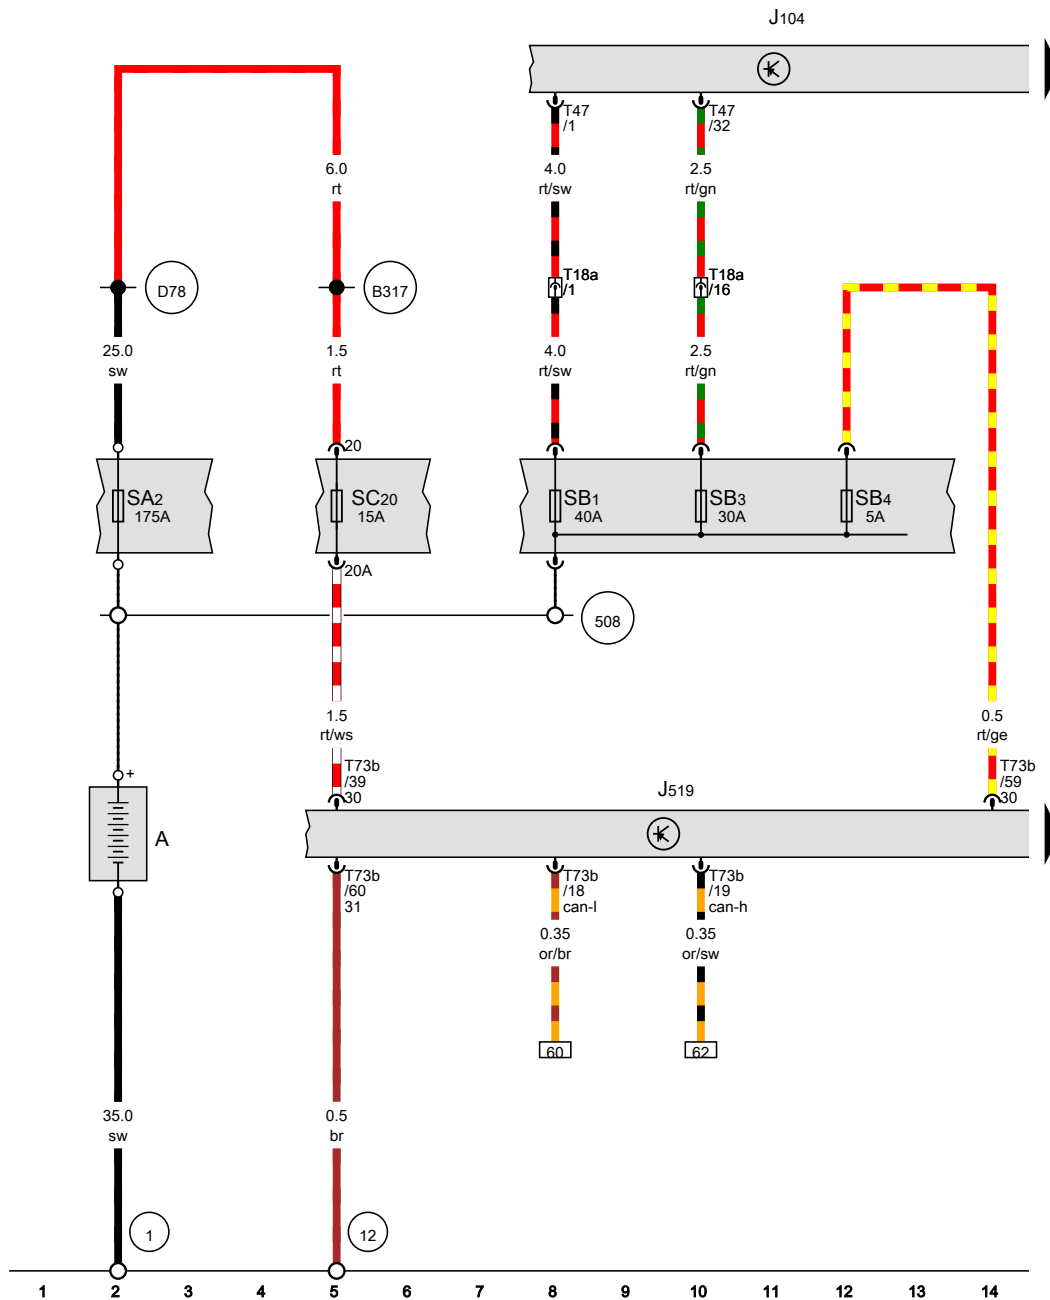 J104
T47
/1
T47
/32
6.0
rt
4.0
rt/sw
2.5
rt/gn
D78
B317
T18a
/1
T18a
/16
25.0
sw
1.5
rt
4.0
rt/sw
2.5
rt/gn
20
SA2
175A
SC20
15A
SB1
40A
SB3
30A
SB4
5A
20A
508
1.5
rt/ws
0.5
rt/ge
+
T73b
/39
30
J519
T73b
/59
30
A
T73b
/60
31
T73b
/18
can-l
T73b
/19
can-h
0.35
or/br
0.35
or/sw
60
62
35.0
sw
0.5
br
1
12
1 2 3 4 5 6 7 8 9 10 11 12 13 14